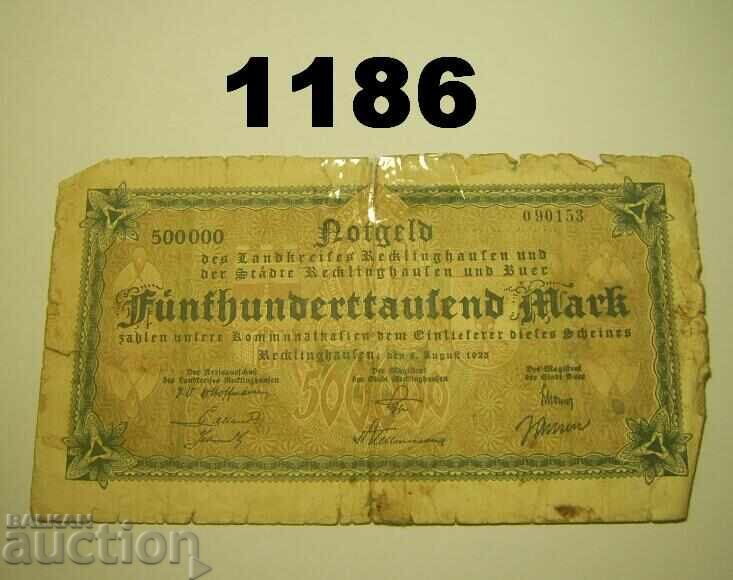 1186
500000
Notgeld
090153
des Landkreises Recklinghausen und
der Städte Recklinghausen und Buer
Fünfhunderttausend Mark
zahlen unsere Kommunalkassen dem Einlieferer dieses Scheines
Recklinghausen, den 8. August 1923
Der Kreisausschuß
des Landkreises Recklinghausen
Der Magistrat
der Stadt Recklinghausen
Der Magistrat
der Stadt Buer
500000
BALKAN
auction